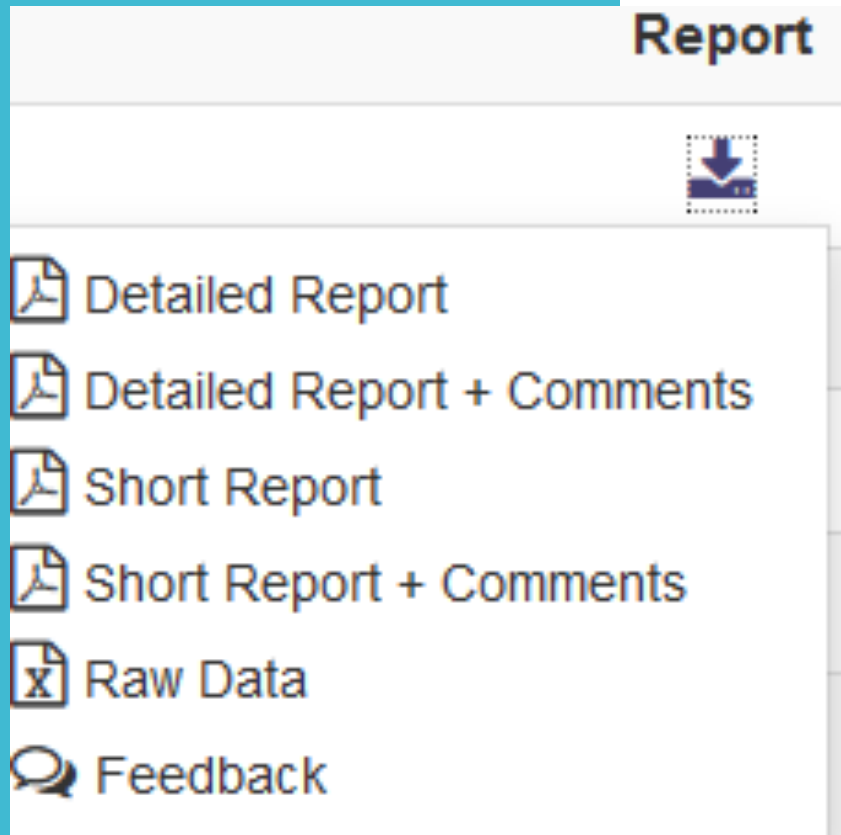 Report
Detailed Report
Detailed Report + Comments
Short Report
Short Report + Comments
Raw Data
Feedback